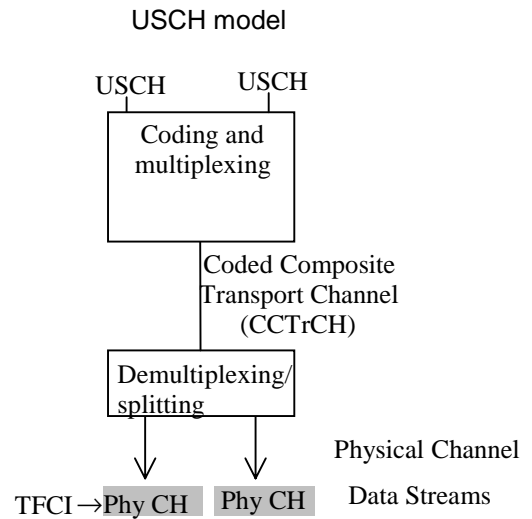 USCH model
USCH USCH
Coding and
multiplexing
Coded Composite
Transport Channel
(CCTrCH)
Demultiplexing/
splitting
Physical Channel
TFCI → Phy CH Phy CH Data Streams